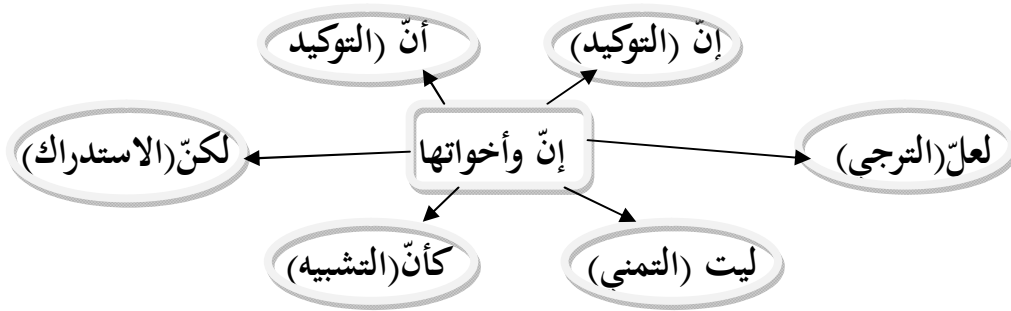 إنّ (التوكيد)
أنّ (التوكيد
إنّ وأخواتها
لعلّ(الترجي)
لكنّ(الاستدراك)
ليت (التمني)
كأنّ(التشبيه)